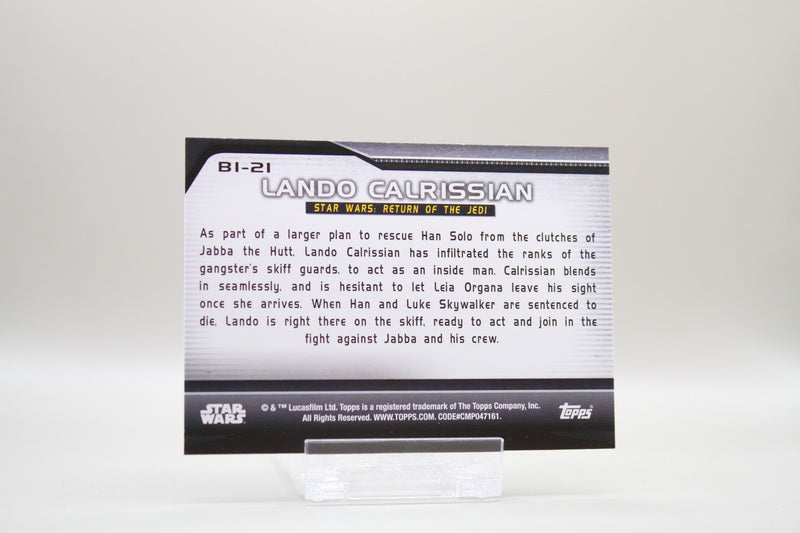 B1-21
LANDO CALRISSIAN
STAR WARS: RETURN OF THE JEDI
As part of a larger plan to rescue Han Solo from the clutches of
Jabba the Hutt, Lando Calrissian has infiltrated the ranks of the
gangster's skiff guards, to act as an inside man. Calrissian blends
in seamlessly, and is hesitant to let Leia Organa leave his sight
once she arrives. When Han and Luke Skywalker are sentenced to
die, Lando is right there on the skiff, ready to act and join in the
fight against Jabba and his crew.
STAR
WARS
© & ™ Lucasfilm Ltd. Topps is a registered trademark of The Topps Company, Inc.
All Rights Reserved. WWW.TOPPS.COM. CODE#CMP047161.
Topps